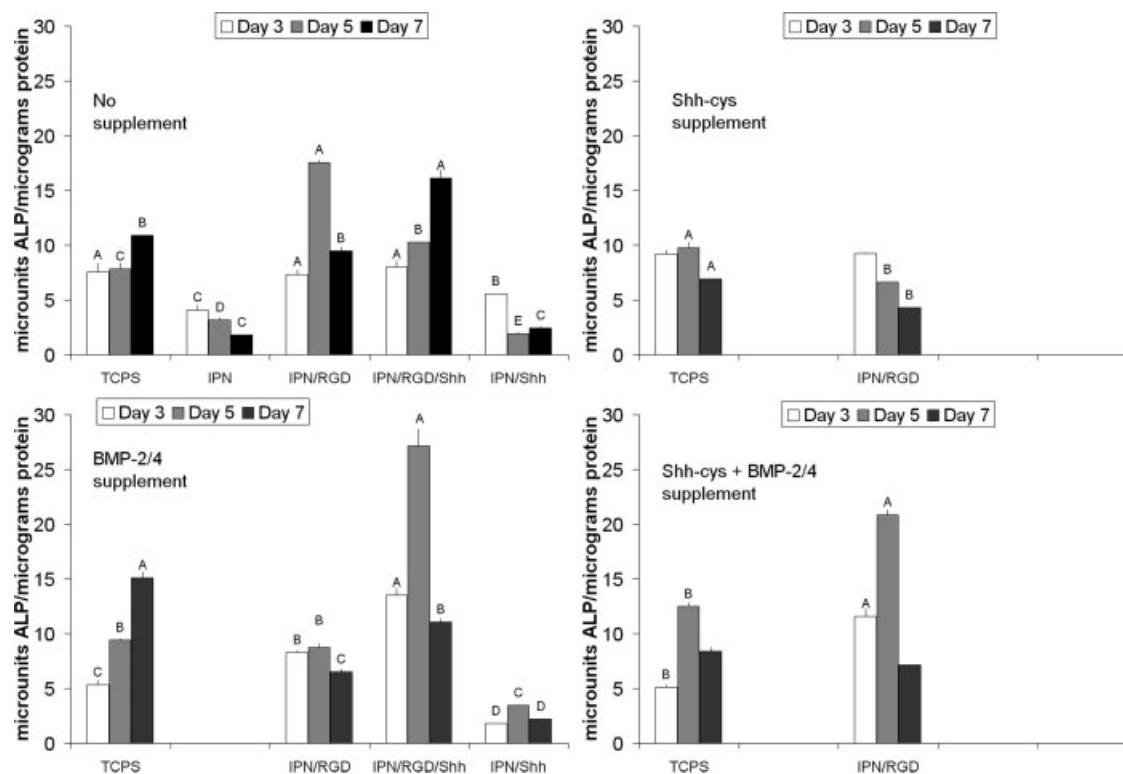 Day 3 Day 5 Day 7
microunits ALP/micrograms protein
30
25
20
15
10
5
0
No
supplement
A C B
C D C
A A B
A B A
B E C
TCPS IPN IPN/RGD IPN/RGD/Shh IPN/Shh
Day 3 Day 5 Day 7
microunits ALP/micrograms protein
30
25
20
15
10
5
0
Shh-cys
supplement
A A
B B
TCPS IPN/RGD
Day 3 Day 5 Day 7
microunits ALP/micrograms protein
30
25
20
15
10
5
0
BMP-2/4
supplement
C B A
B B C
A A B
D C D
TCPS IPN/RGD IPN/RGD/Shh IPN/Shh
Day 3 Day 5 Day 7
microunits ALP/micrograms protein
30
25
20
15
10
5
0
Shh-cys + BMP-2/4
supplement
B B
A A
TCPS IPN/RGD